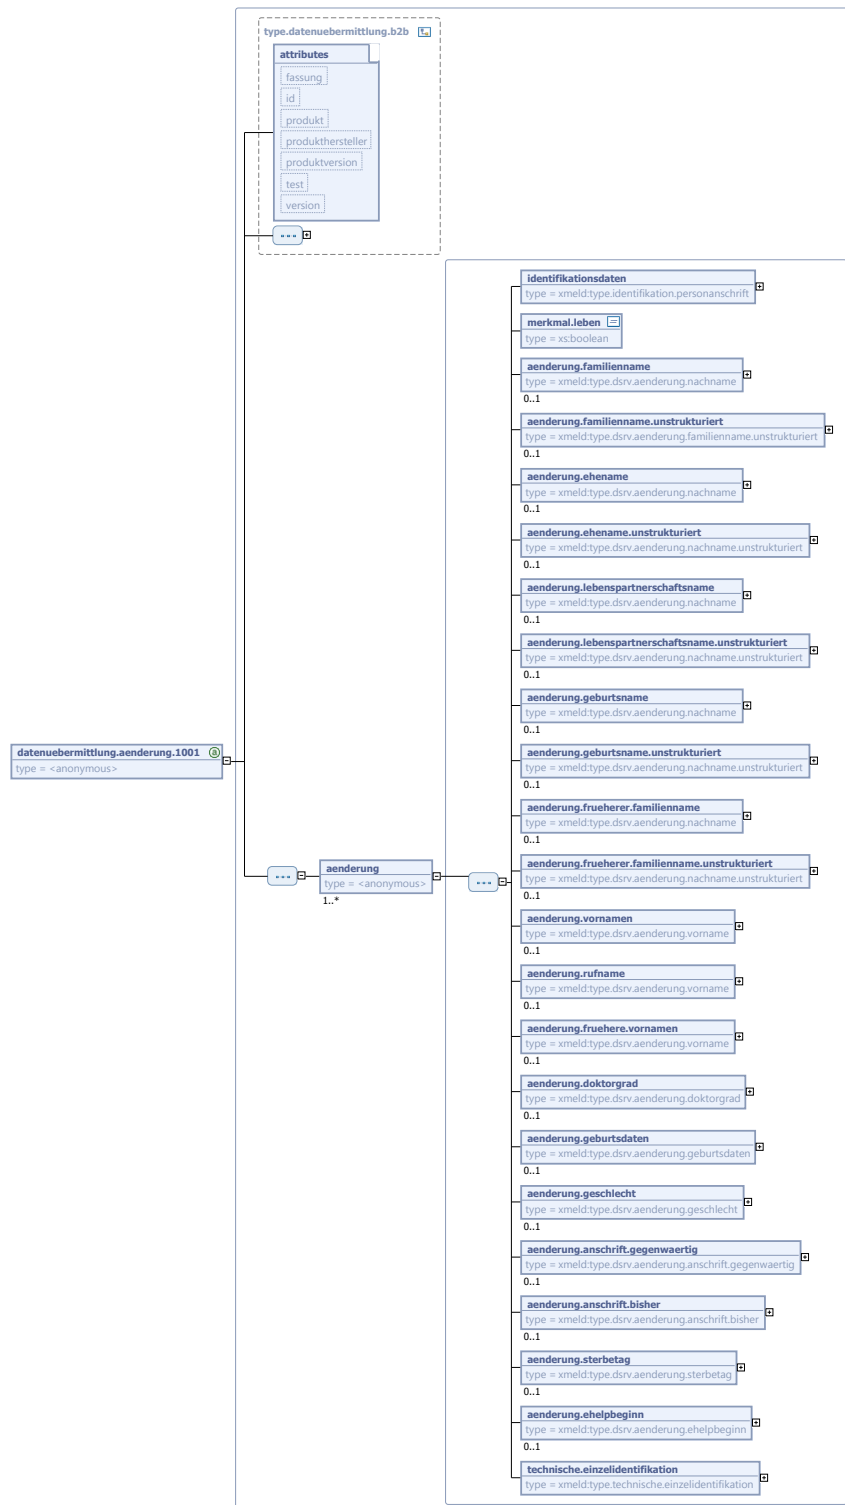 type.datenuebermittlung.b2b
attributes
fassung
id
produkt
produkthersteller
produktversion
test
version
identifikationsdaten
type = xmeld:type.identifikation.personanschrift
merkmal.leben
type = xs:boolean
aenderung.familienname
type = xmeld:type.dsrv.aenderung.nachname
0..1
aenderung.familienname.unstrukturiert
type = xmeld:type.dsrv.aenderung.familienname.unstrukturiert
0..1
aenderung.ehename
type = xmeld:type.dsrv.aenderung.nachname
0..1
aenderung.ehename.unstrukturiert
type = xmeld:type.dsrv.aenderung.nachname.unstrukturiert
0..1
aenderung.lebenspartnerschaftsname
type = xmeld:type.dsrv.aenderung.nachname
0..1
aenderung.lebenspartnerschaftsname.unstrukturiert
type = xmeld:type.dsrv.aenderung.nachname.unstrukturiert
0..1
aenderung.geburtsname
type = xmeld:type.dsrv.aenderung.nachname
0..1
datenuebermittlung.aenderung.1001 a
type = <anonymous>
aenderung.geburtsname.unstrukturiert
type = xmeld:type.dsrv.aenderung.nachname.unstrukturiert
0..1
aenderung.frueherer.familienname
type = xmeld:type.dsrv.aenderung.nachname
0..1
aenderung
type = <anonymous>
1..*
aenderung.frueherer.familienname.unstrukturiert
type = xmeld:type.dsrv.aenderung.nachname.unstrukturiert
0..1
aenderung.vornamen
type = xmeld:type.dsrv.aenderung.vorname
0..1
aenderung.rufname
type = xmeld:type.dsrv.aenderung.vorname
0..1
aenderung.fruehere.vornamen
type = xmeld:type.dsrv.aenderung.vorname
0..1
aenderung.doktorgrad
type = xmeld:type.dsrv.aenderung.doktorgrad
0..1
aenderung.geburtsdaten
type = xmeld:type.dsrv.aenderung.geburtsdaten
0..1
aenderung.geschlecht
type = xmeld:type.dsrv.aenderung.geschlecht
0..1
aenderung.anschrift.gegenwaertig
type = xmeld:type.dsrv.aenderung.anschrift.gegenwaertig
0..1
aenderung.anschrift.bisher
type = xmeld:type.dsrv.aenderung.anschrift.bisher
0..1
aenderung.sterbetag
type = xmeld:type.dsrv.aenderung.sterbetag
0..1
aenderung.ehelpbeginn
type = xmeld:type.dsrv.aenderung.ehelpbeginn
0..1
technische.einzelidentifikation
type = xmeld:type.technische.einzelidentifikation